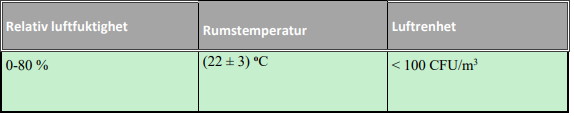 Relativ luftfuktighet
Rumstemperatur
Luftrenhet
0-80 %
(22 ± 3) ºC
< 100 CFU/m³